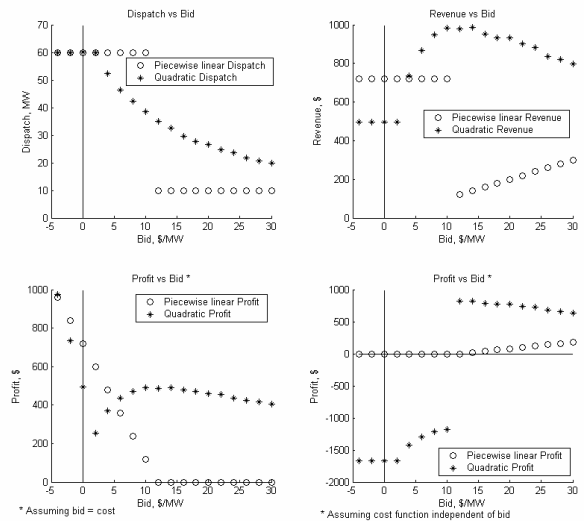 Dispatch vs Bid
70
60
50
40
30
20
10
0
-5 0 5 10 15 20 25 30
Dispatch, MW
Bid, $/MW
Piecewise linear Dispatch
Quadratic Dispatch
Revenue vs Bid
1000
800
600
400
200
0
-5 0 5 10 15 20 25 30
Revenue, $
Bid, $/MW
Piecewise linear Revenue
Quadratic Revenue
Profit vs Bid *
1000
800
600
400
200
0
-5 0 5 10 15 20 25 30
Profit, $
Bid, $/MW
Piecewise linear Profit
Quadratic Profit
* Assuming bid = cost
Profit vs Bid *
1000
500
0
-500
-1000
-1500
-2000
-5 0 5 10 15 20 25 30
Profit, $
Bid, $/MW
Piecewise linear Profit
Quadratic Profit
* Assuming cost function independent of bid